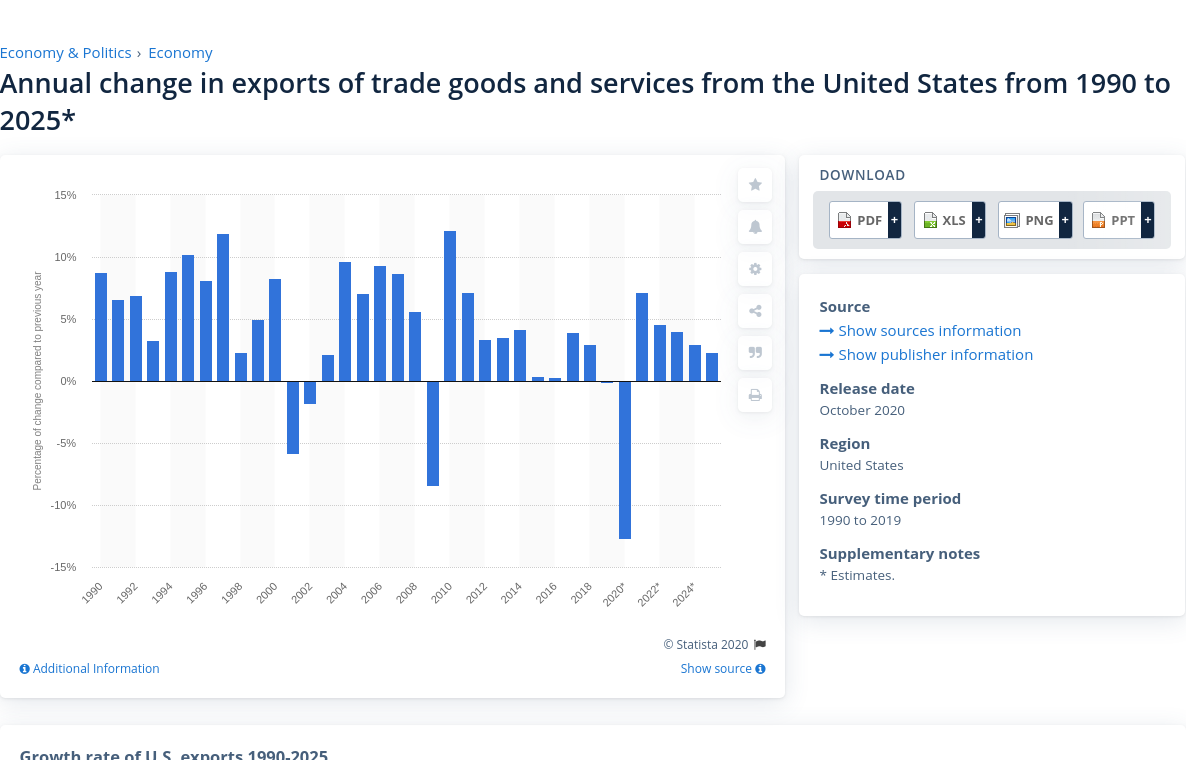 Economy & Politics › Economy
Annual change in exports of trade goods and services from the United States from 1990 to
2025*
15%
10%
5%
0%
-5%
-10%
-15%
Percentage of change compared to previous year
1990
1992
1994
1996
1998
2000
2002
2004
2006
2008
2010
2012
2014
2016
2018
2020*
2022*
2024*
© Statista 2020
Additional Information
Show source
DOWNLOAD
PDF +
XLS +
PNG +
PPT +
Source
Show sources information
Show publisher information
Release date
October 2020
Region
United States
Survey time period
1990 to 2019
Supplementary notes
* Estimates.
Growth rate of U.S. exports 1990-2025